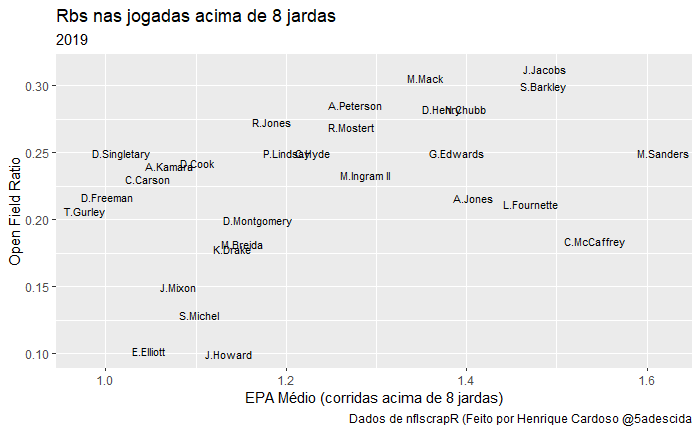 Rbs nas jogadas acima de 8 jardas
2019
Open Field Ratio
0.30
0.25
0.20
0.15
0.10
J.Jacobs
M.Mack
S.Barkley
A.Peterson
D.Henry
N.Chubb
R.Jones
R.Mostert
D.Singletary
P.Lindsay
C.Hyde
G.Edwards
M.Sanders
D.Cook
A.Kamara
C.Carson
M.Ingram II
D.Freeman
A.Jones
L.Fournette
T.Gurley
D.Montgomery
C.McCaffrey
M.Breida
K.Drake
J.Mixon
S.Michel
E.Elliott
J.Howard
1.0
1.2
1.4
1.6
EPA Médio (corridas acima de 8 jardas)
Dados de nflscrapR (Feito por Henrique Cardoso @5adescida